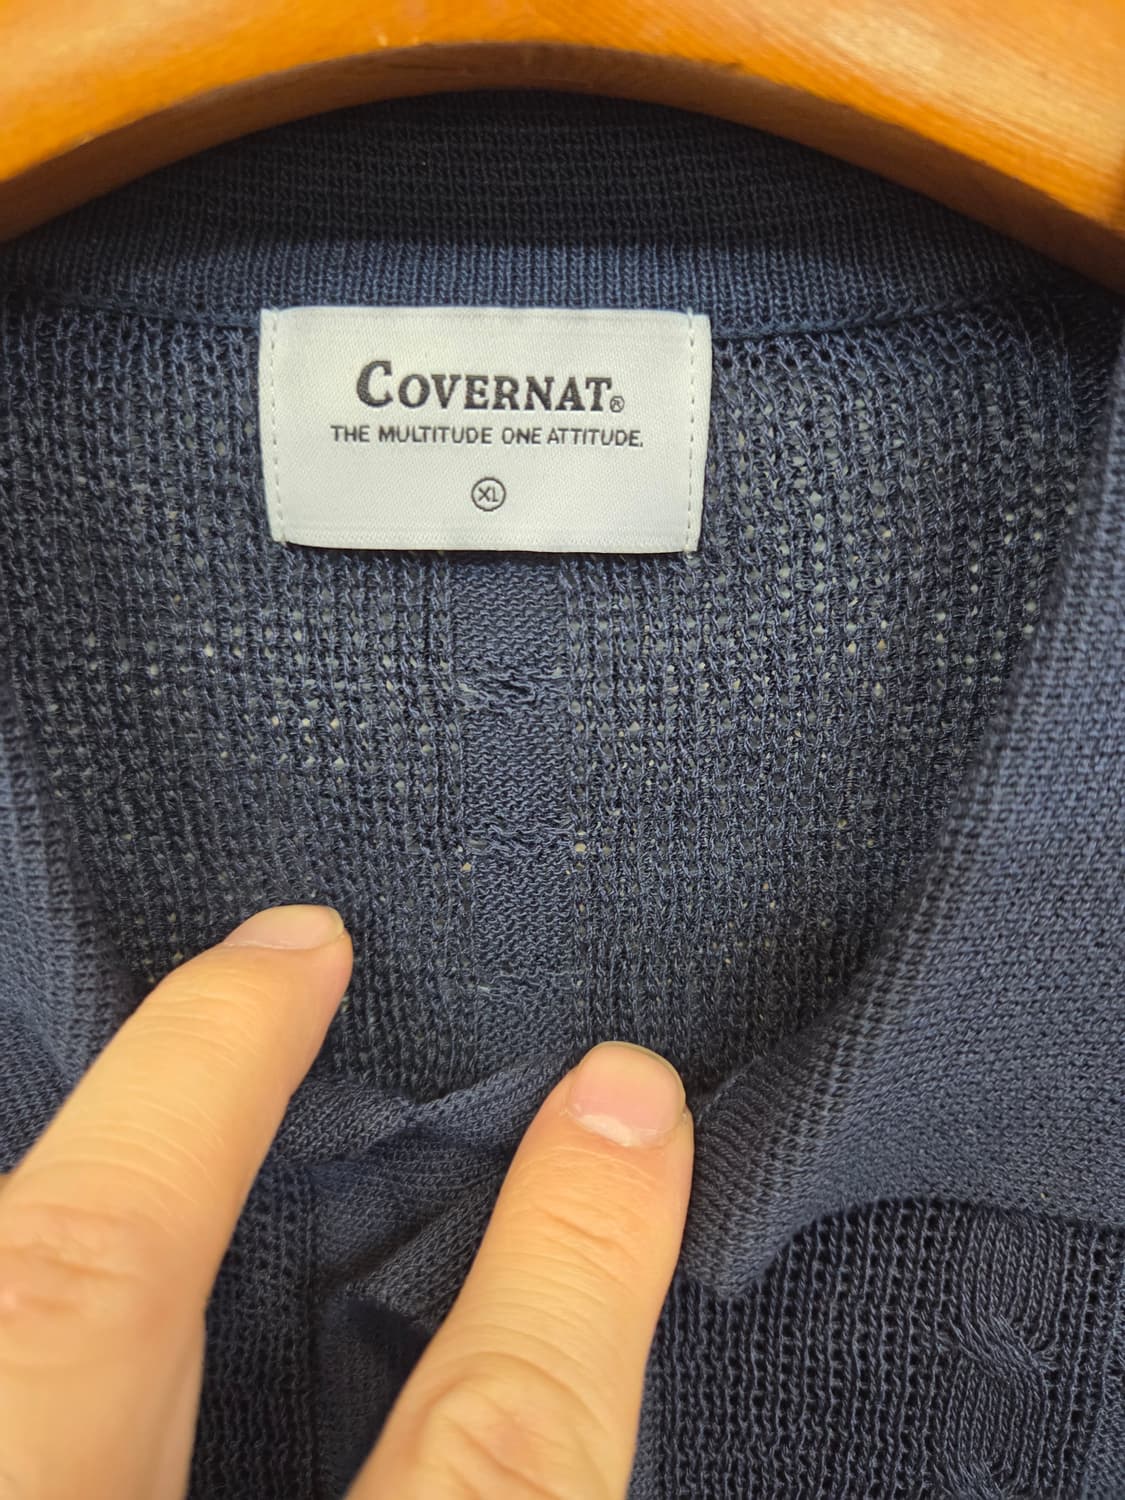 COVERNAT®
THE MULTITUDE ONE ATTITUDE.
XL